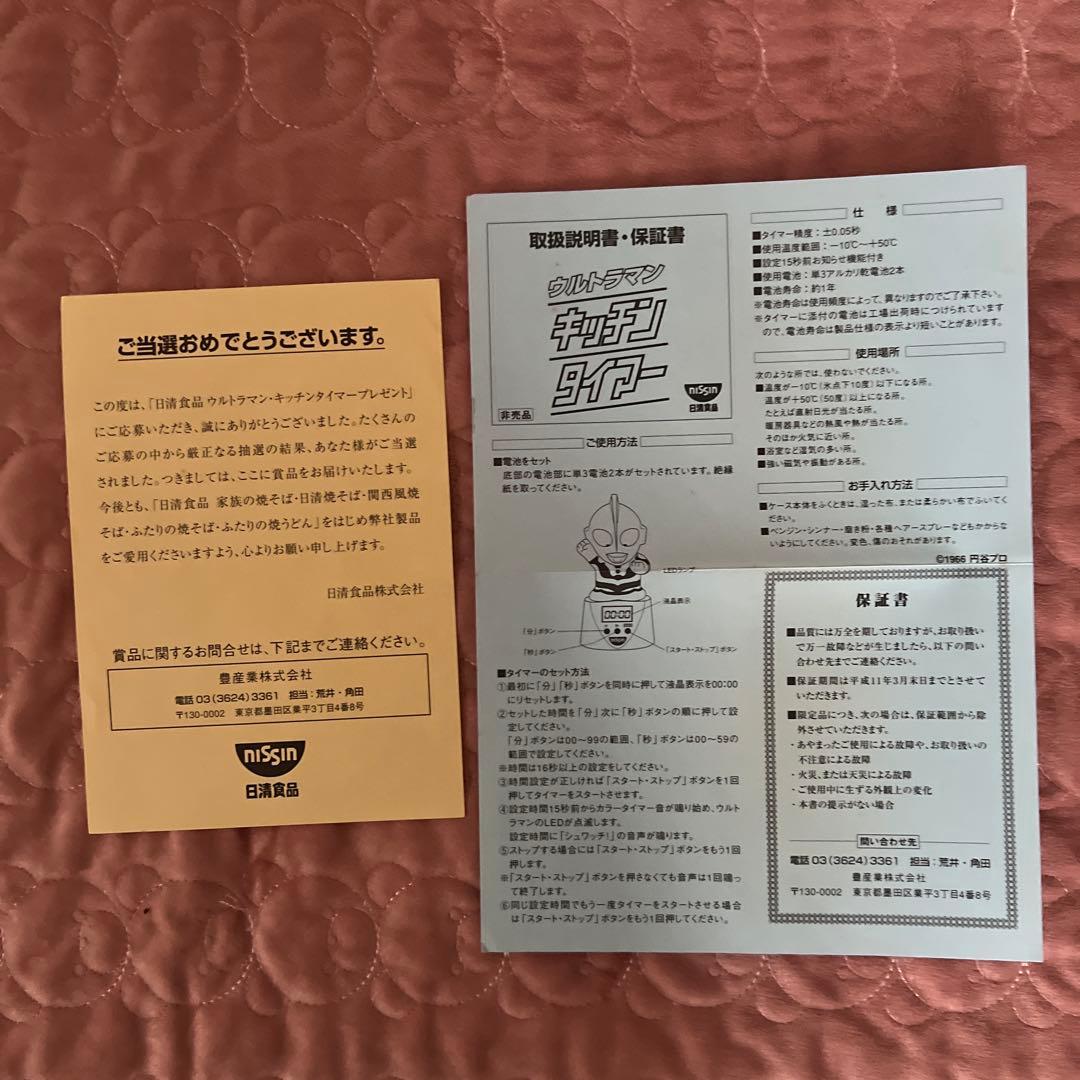 ご当選おめでとうございます。
この度は、「日清食品 ウルトラマン・キッチンタイマープレゼント」
にご応募いただき、誠にありがとうございました。たくさんの
ご応募の中から厳正なる抽選の結果、あなた様がご当選
されました。つきましては、ここに賞品をお届けいたします。
今後とも、「日清食品 家族の焼そば・日清焼そば・関西風焼
そば・ふたりの焼そば・ふたりの焼うどん」をはじめ弊社製品
をご愛用くださいますよう、心よりお願い申し上げます。
日清食品株式会社
賞品に関するお問合せは、下記までご連絡ください。
豊産業株式会社
電話 03(3624)3361 担当:荒井・角田
〒130-0002 東京都墨田区業平3丁目4番8号
nissin
日清食品
取扱説明書・保証書
ウルトラマン
キッチン
タイマー
非売品
nissin
日清食品
ご使用方法
■電池をセット
底部の電池部に単3電池2本がセットされています。絶縁
紙を取ってください。
LEDランプ
液晶表示
00:00
「分」ボタン
「秒」ボタン
「スタート・ストップ」ボタン
nissin
■タイマーのセット方法
①最初に「分」「秒」ボタンを同時に押して液晶表示を00:00
にリセットします。
②セットした時間を「分」次に「秒」ボタンの順に押して設
定してください。
「分」ボタンは00〜99の範囲、「秒」ボタンは00〜59の
範囲で設定してください。
※時間は16秒以上の設定をしてください。
③時間設定が正しければ「スタート・ストップ」ボタンを1回
押してタイマーをスタートさせます。
④設定時間15秒前からカラータイマー音が鳴り始め、ウルト
ラマンのLEDが点滅します。
設定時間に「シュワッチ!」の音声が鳴ります。
⑤ストップする場合には「スタート・ストップ」ボタンをもう1回
押します。
※「スタート・ストップ」ボタンを押さなくても音声は1回鳴っ
て終了します。
⑥同じ設定時間でもう一度タイマーをスタートさせる場合
は「スタート・ストップ」ボタンをもう1回押してください。
仕 様
■タイマー精度:±0.05秒
■使用温度範囲:−10℃〜+50℃
■設定15秒前お知らせ機能付き
■使用電池:単3アルカリ乾電池2本
■電池寿命:約1年
※電池寿命は使用頻度によって、異なりますのでご了承下さい。
※タイマーに添付の電池は工場出荷時につけられています
ので、電池寿命は製品仕様の表示より短いことがあります。
使用場所
次のような所では、使わないでください。
■温度が−10℃(氷点下10度)以下になる所。
温度が+50℃(50度)以上になる所。
たとえば直射日光が当たる所。
暖房器具などの熱風や熱が当たる所。
そのほか火気に近い所。
■浴室など湿気の多い所。
■強い磁気や振動がある所。
お手入れ方法
■ケース本体をふくときは、湿った布、または柔らかい布でふいてく
ださい。
■ベンジン・シンナー・磨き粉・各種ヘアースプレーなどもかからな
いようにしてください。変色、傷のおそれがあります。
©1966 円谷プロ
保証書
■品質には万全を期しておりますが、お取り扱い
で万一故障などが生じましたら、以下の問い
合わせ先までご連絡ください。
■保証期間は平成11年3月末日までとさせて
いただきます。
■限定品につき、次の場合は、保証範囲から除
外させていただきます。
・あやまったご使用による故障や、お取り扱いの
不注意による故障
・火災、または天災による故障
・ご使用中に生ずる外観上の変化
・本書の提示がない場合
問い合わせ先
電話 03(3624)3361 担当:荒井・角田
豊産業株式会社
〒130-0002 東京都墨田区業平3丁目4番8号